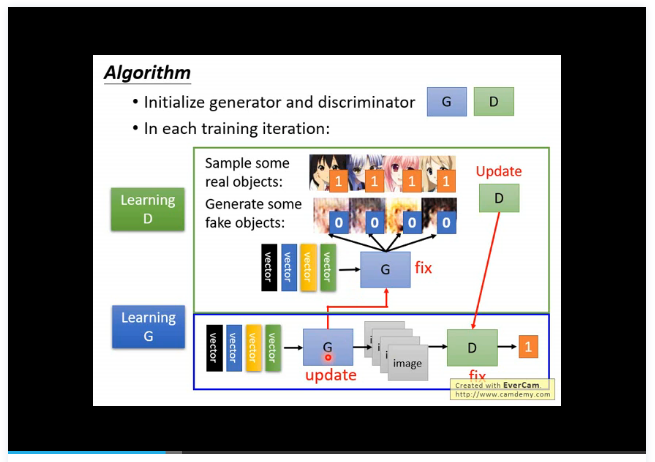 Algorithm
• Initialize generator and discriminator G D
• In each training iteration:
Learning
D
Sample some
real objects:
1 1 1 1
Generate some
fake objects:
0 0 0 0
vector vector vector vector
G
fix
Update
D
Learning
G
vector vector vector vector
G
update
image
D
fix
1
Created with EverCam.
http://www.camdemy.com